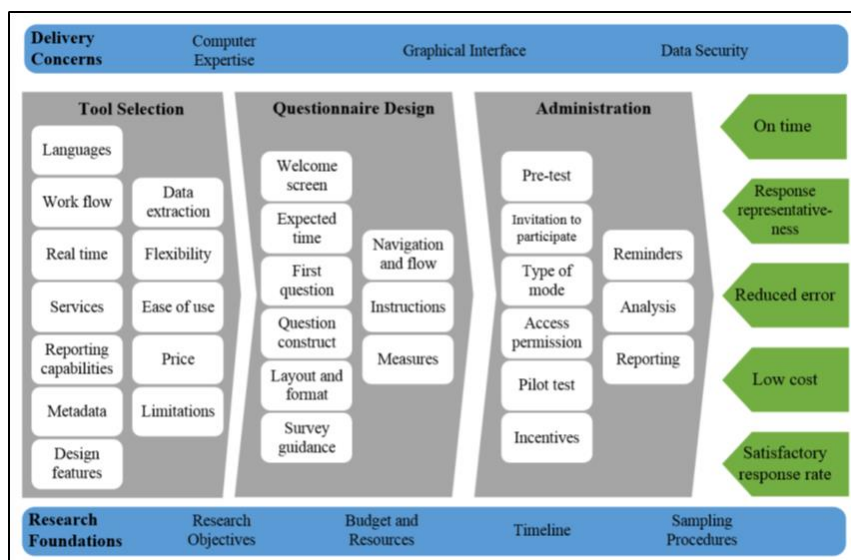 Delivery
Concerns
Computer
Expertise
Graphical Interface
Data Security
Tool Selection
Languages
Work flow
Real time
Services
Reporting
capabilities
Metadata
Design
features
Data
extraction
Flexibility
Ease of use
Price
Limitations
Questionnaire Design
Welcome
screen
Expected
time
First
question
Question
construct
Layout and
format
Survey
guidance
Navigation
and flow
Instructions
Measures
Administration
Pre-test
Invitation to
participate
Type of
mode
Access
permission
Pilot test
Incentives
Reminders
Analysis
Reporting
On time
Response
representative-
ness
Reduced error
Low cost
Satisfactory
response rate
Research
Foundations
Research
Objectives
Budget and
Resources
Timeline
Sampling
Procedures